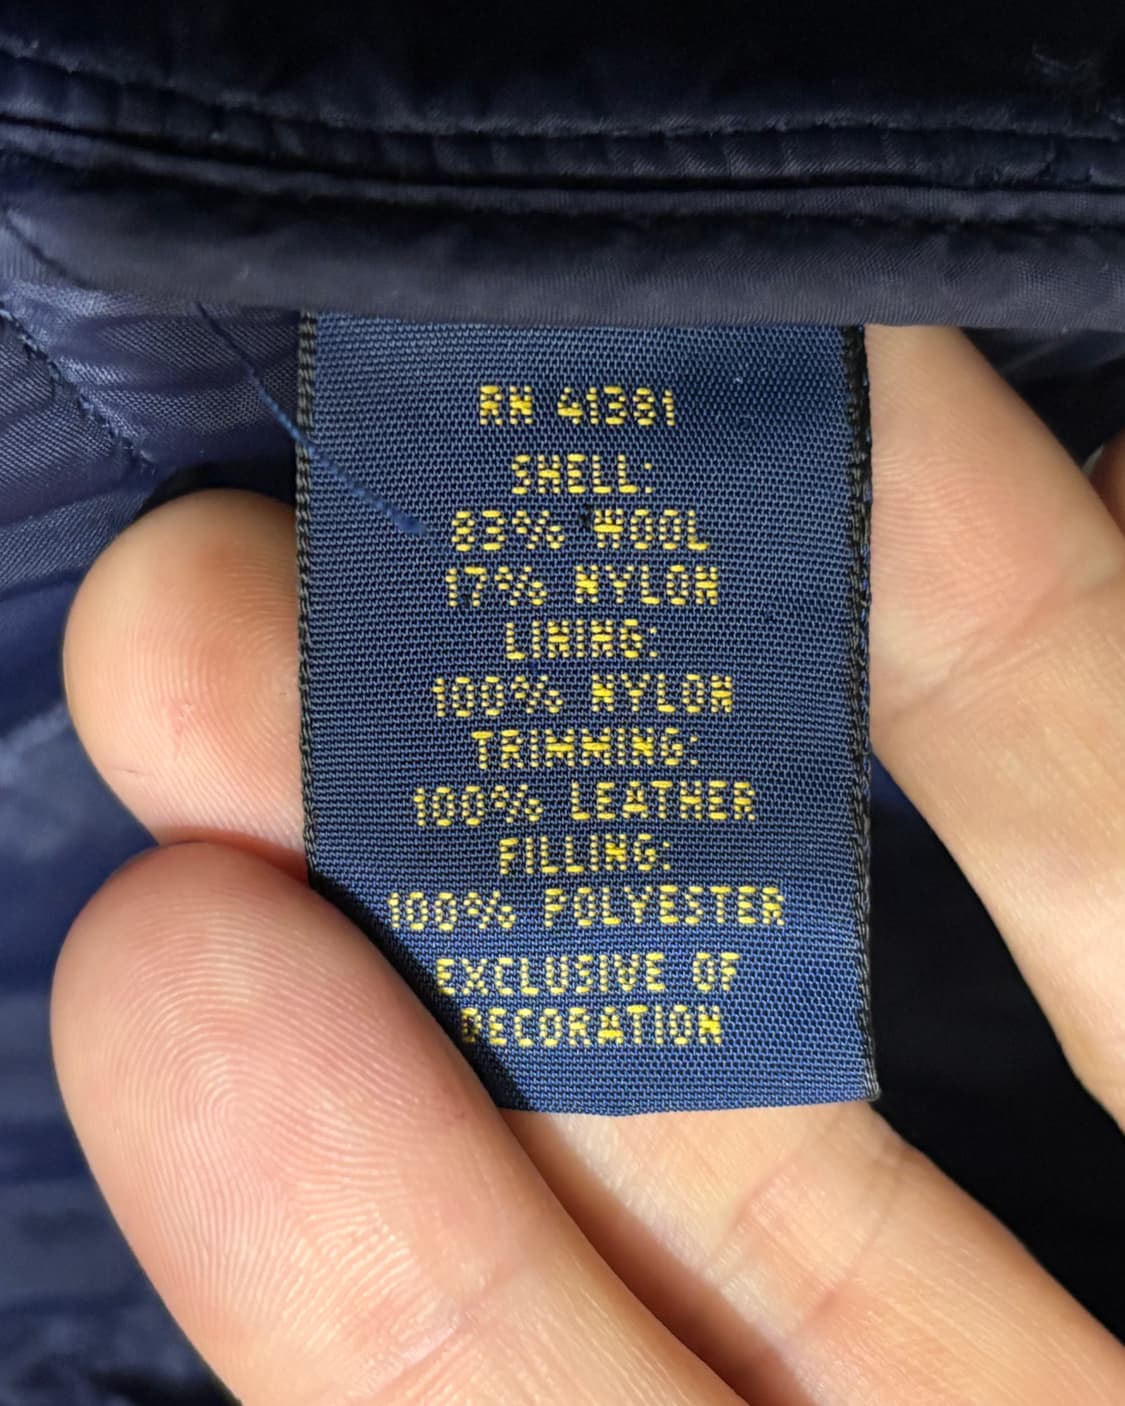 RN 41381
SHELL:
83% WOOL
17% NYLON
LINING:
100% NYLON
TRIMMING:
100% LEATHER
FILLING:
100% POLYESTER
EXCLUSIVE OF
DECORATION